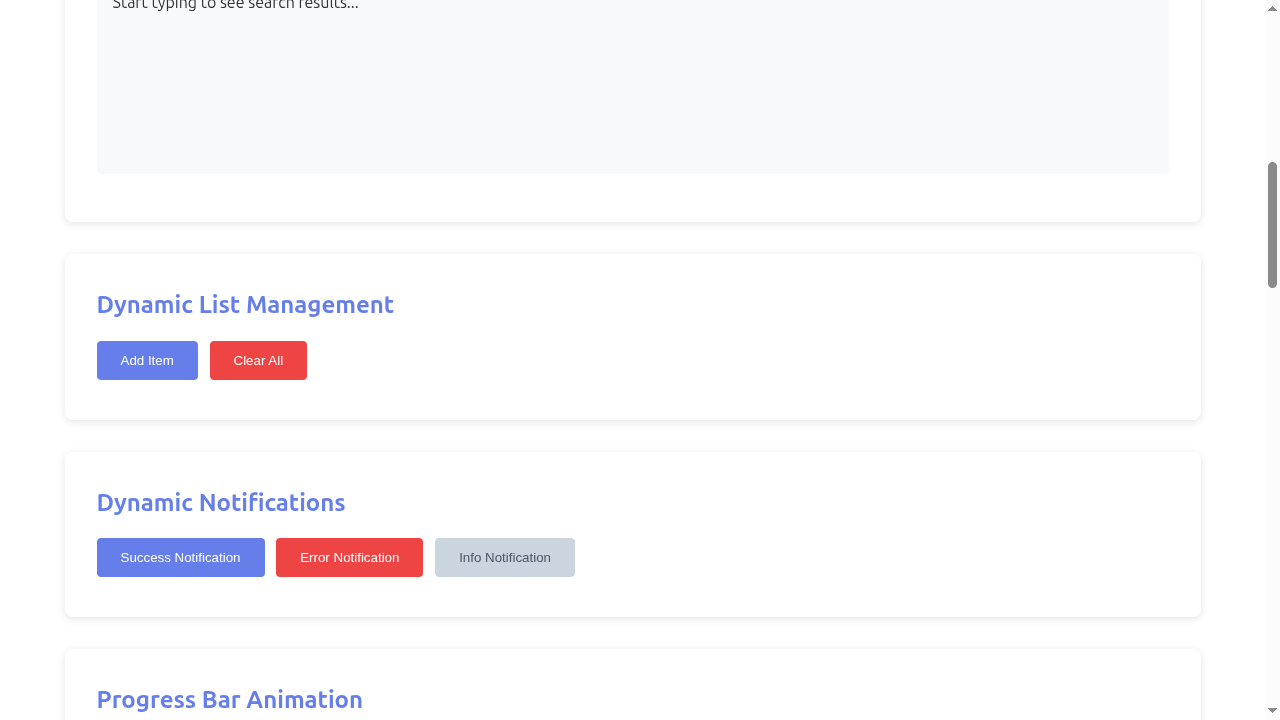 Start typing to see search results...
Dynamic List Management
Add Item
Clear All
Dynamic Notifications
Success Notification
Error Notification
Info Notification
Progress Bar Animation